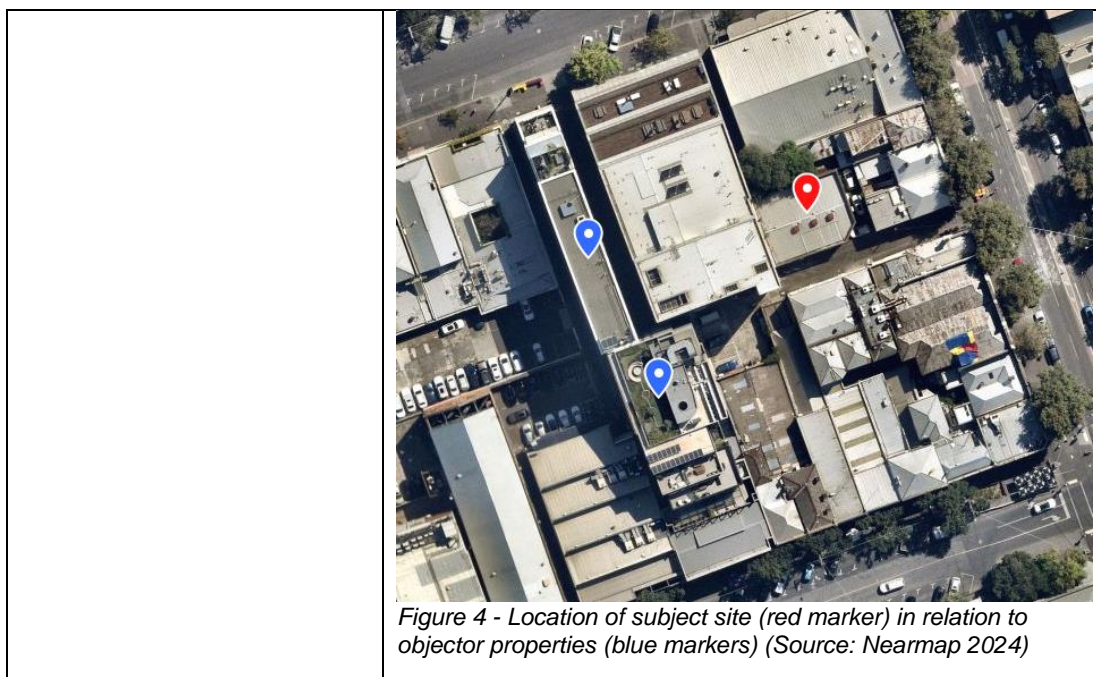 Figure 4 - Location of subject site (red marker) in relation to
objector properties (blue markers) (Source: Nearmap 2024)